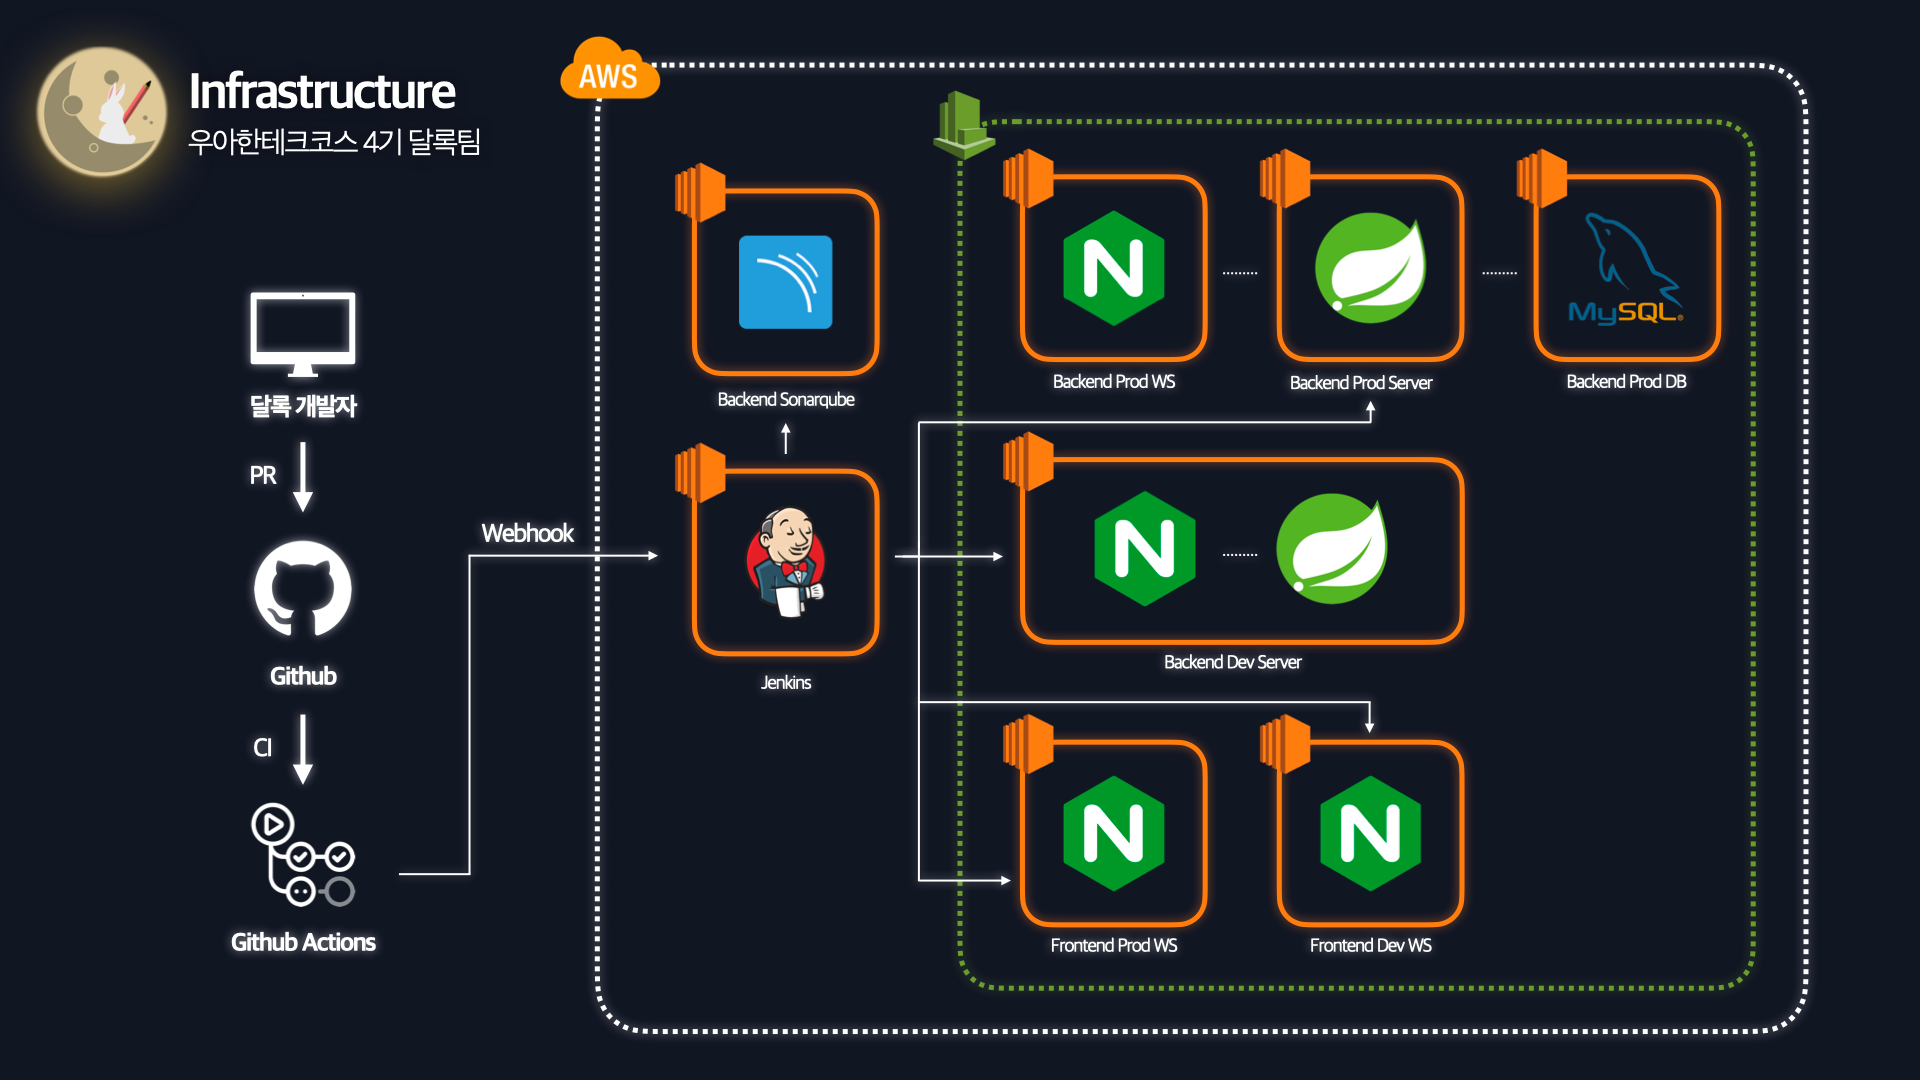 Infrastructure
우아한테크코스 4기 달록팀
AWS
달록 개발자
PR
Github
CI
Github Actions
Webhook
Backend Sonarqube
Jenkins
Backend Prod WS
Backend Prod Server
MySQL®
Backend Prod DB
Backend Dev Server
Frontend Prod WS
Frontend Dev WS